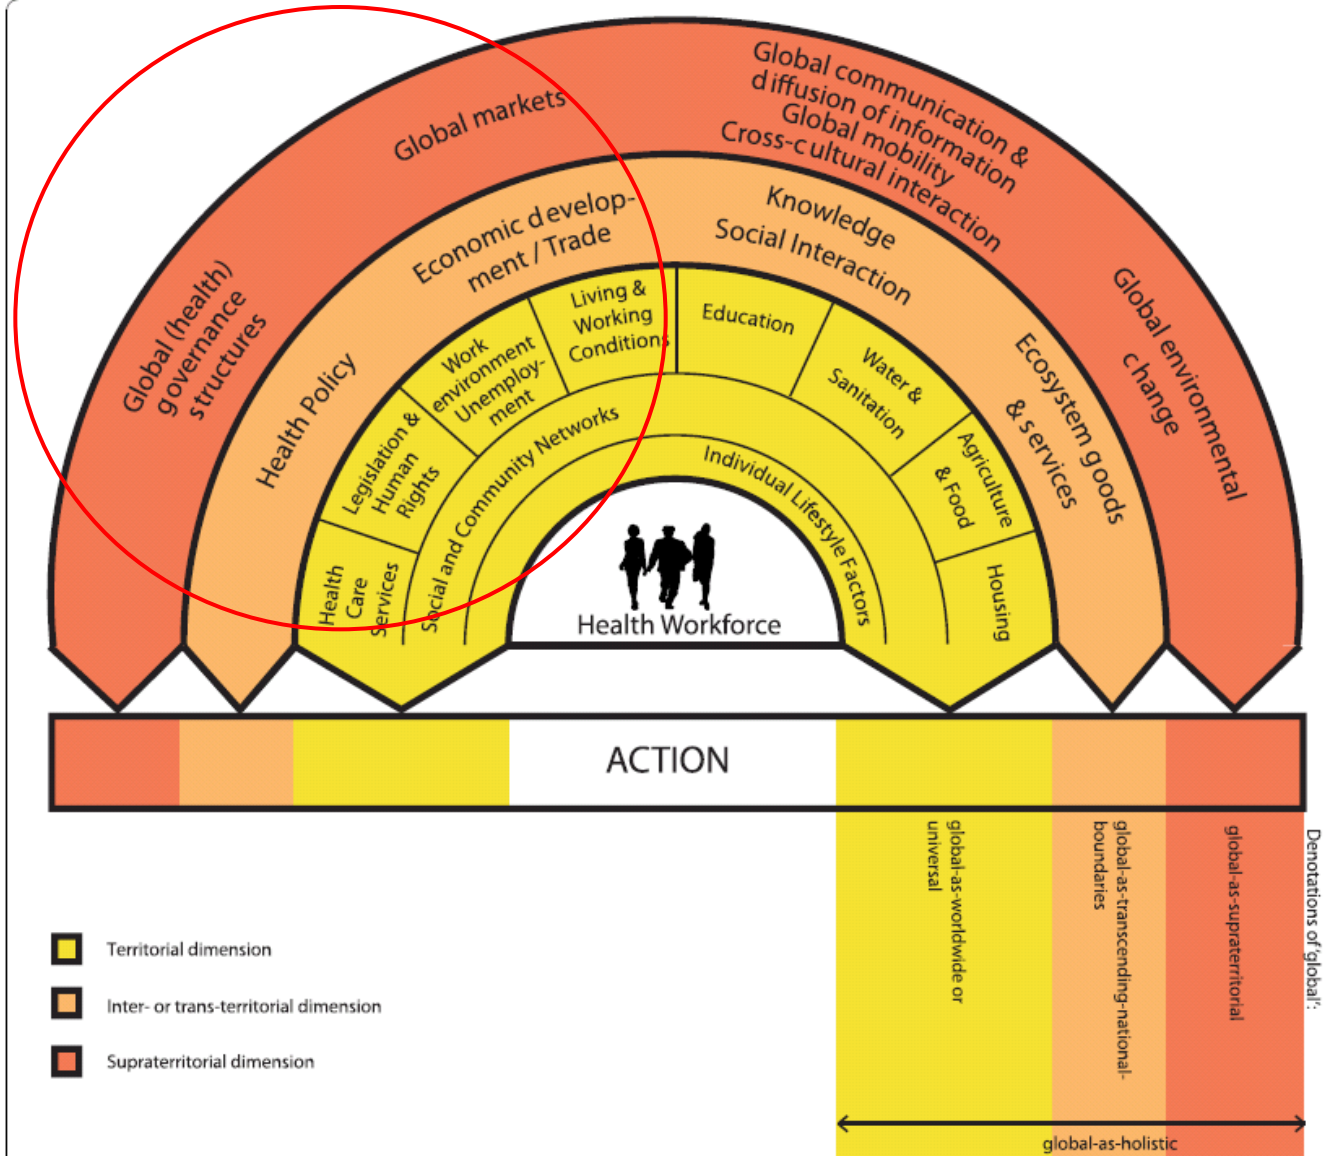 Global markets
Global communication &
diffusion of information
Global mobility
Cross-cultural interaction
Global (health)
governance
structures
Global environmental
change
Economic develop-
ment / Trade
Knowledge
Social Interaction
Health Policy
Ecosystem goods
& services
Health
Care
Services
Legislation &
Human
Rights
Work
environment
Unemploy-
ment
Living &
Working
Conditions
Education
Water &
Sanitation
Agriculture
& Food
Housing
Social and Community Networks
Individual Lifestyle Factors
Health Workforce
ACTION
global-as-worldwide or
universal
global-as-transcending-national-
boundaries
global-as-supraterritorial
Denotations of 'global':
global-as-holistic
Territorial dimension
Inter- or trans-territorial dimension
Supraterritorial dimension